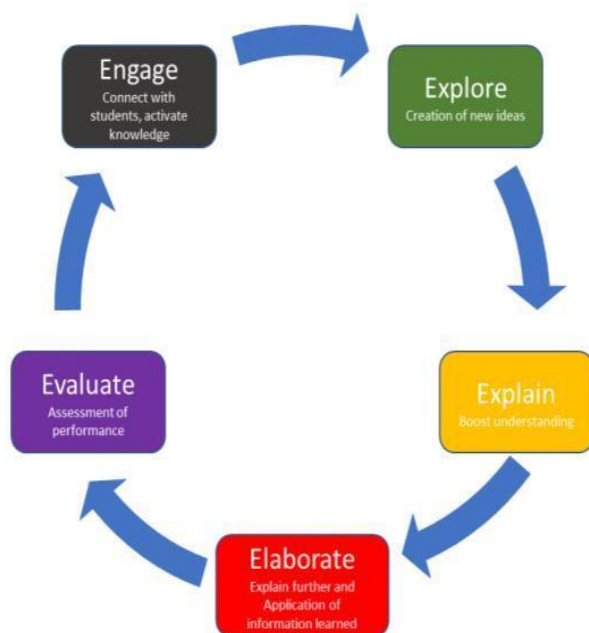 Engage
Connect with
students, activate
knowledge
Explore
Creation of new ideas
Explain
Boost understanding
Elaborate
Explain further and
Application of
information learned
Evaluate
Assessment of
performance